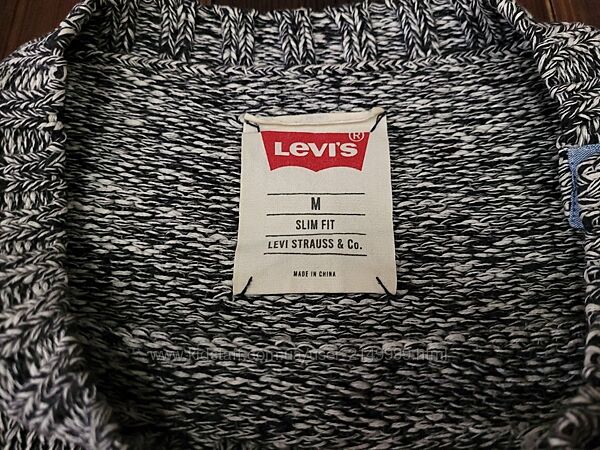 LEVI'S®
M
SLIM FIT
LEVI STRAUSS & Co.
MADE IN CHINA